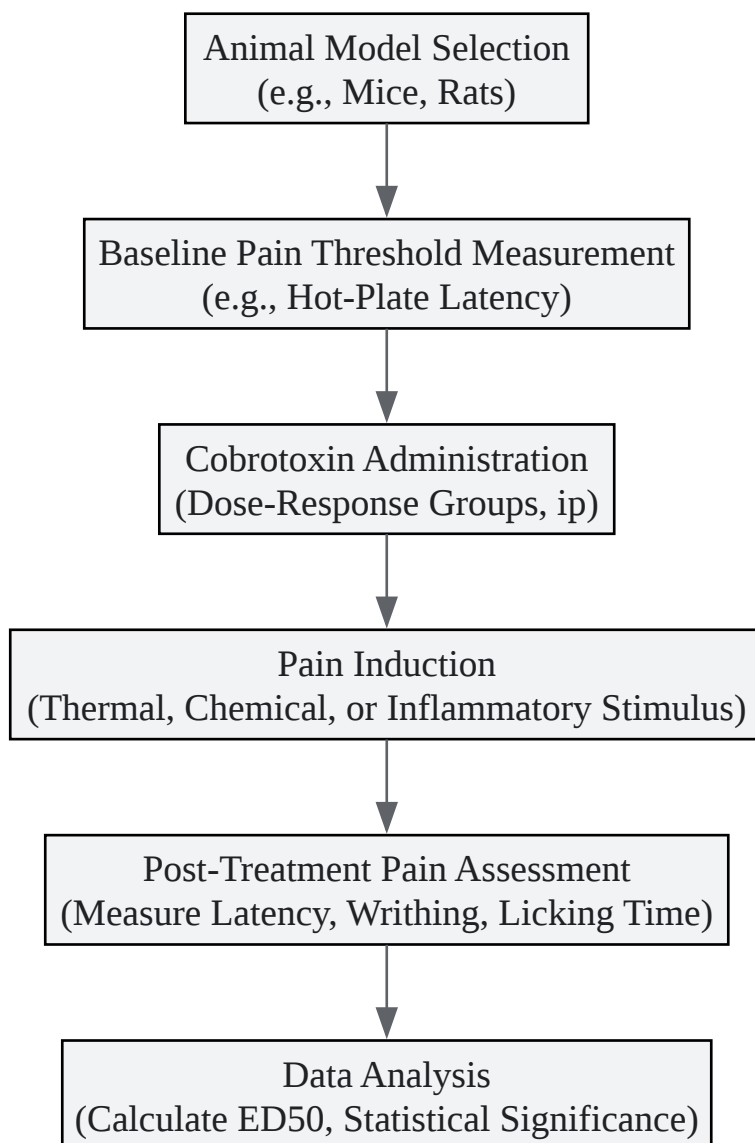 Animal Model Selection
(e.g., Mice, Rats)
Baseline Pain Threshold Measurement
(e.g., Hot-Plate Latency)
Cobrotoxin Administration
(Dose-Response Groups, ip)
Pain Induction
(Thermal, Chemical, or Inflammatory Stimulus)
Post-Treatment Pain Assessment
(Measure Latency, Writhing, Licking Time)
Data Analysis
(Calculate ED50, Statistical Significance)